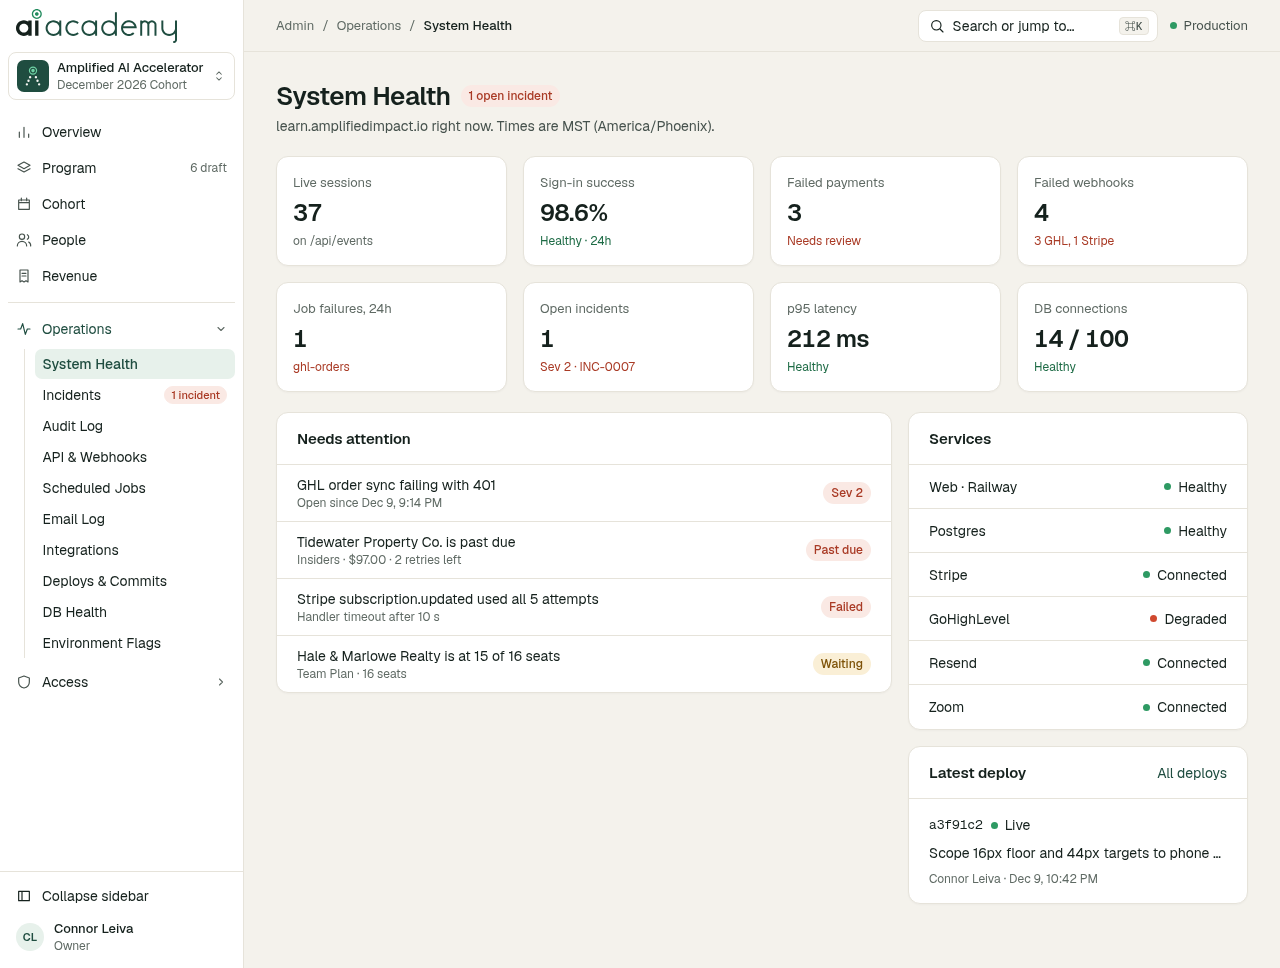 ai academy
Amplified AI Accelerator
December 2026 Cohort
Overview
Program
6 draft
Cohort
People
Revenue
Operations
System Health
Incidents
1 incident
Audit Log
API & Webhooks
Scheduled Jobs
Email Log
Integrations
Deploys & Commits
DB Health
Environment Flags
Access
Collapse sidebar
CL
Connor Leiva
Owner
Admin / Operations / System Health
Search or jump to...
⌘K
Production
System Health
1 open incident
learn.amplifiedimpact.io right now. Times are MST (America/Phoenix).
Live sessions
37
on /api/events
Sign-in success
98.6%
Healthy · 24h
Failed payments
3
Needs review
Failed webhooks
4
3 GHL, 1 Stripe
Job failures, 24h
1
ghl-orders
Open incidents
1
Sev 2 · INC-0007
p95 latency
212 ms
Healthy
DB connections
14 / 100
Healthy
Needs attention
GHL order sync failing with 401
Open since Dec 9, 9:14 PM
Sev 2
Tidewater Property Co. is past due
Insiders · $97.00 · 2 retries left
Past due
Stripe subscription.updated used all 5 attempts
Handler timeout after 10 s
Failed
Hale & Marlowe Realty is at 15 of 16 seats
Team Plan · 16 seats
Waiting
Services
Web · Railway
Healthy
Postgres
Healthy
Stripe
Connected
GoHighLevel
Degraded
Resend
Connected
Zoom
Connected
Latest deploy
All deploys
a3f91c2
Live
Scope 16px floor and 44px targets to phone ...
Connor Leiva · Dec 9, 10:42 PM